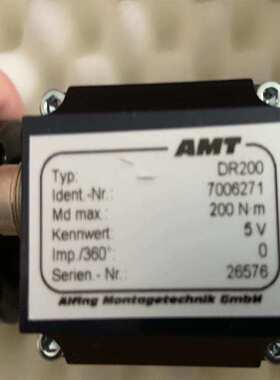 AMT
Typ: DR200
Ident.-Nr.: 7006271
Md max.: 200 N·m
Kennwert: 5 V
Imp./360°: 0
Serien.- Nr.: 26576
Alfing Montagetechnik GmbH